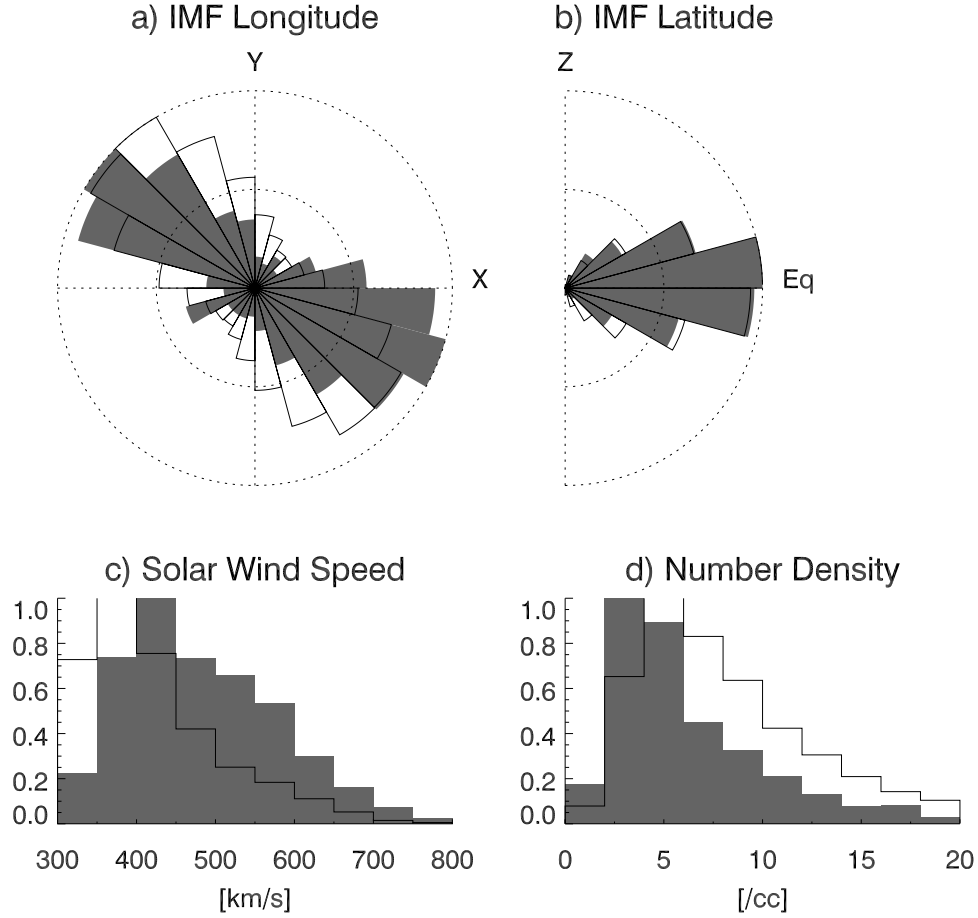 a) IMF Longitude
b) IMF Latitude
Y
Z
X
Eq
c) Solar Wind Speed
d) Number Density
1.0
0.8
0.6
0.4
0.2
0.0
300 400 500 600 700 800
[km/s]
1.0
0.8
0.6
0.4
0.2
0.0
0 5 10 15 20
[/cc]